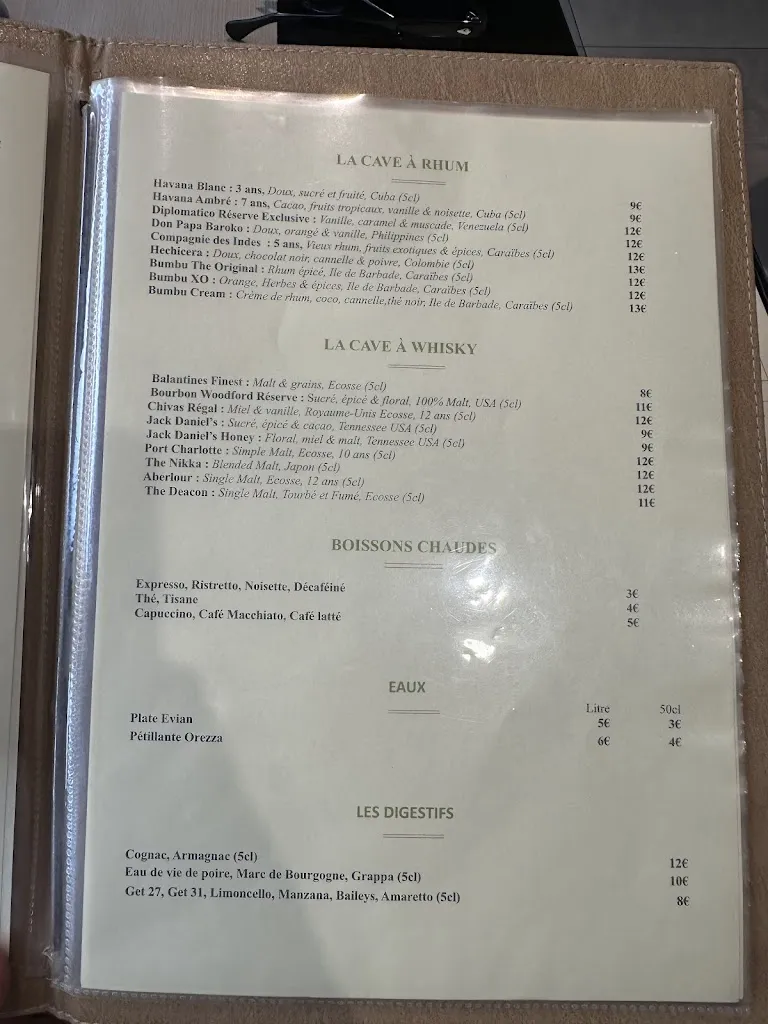 LA CAVE À RHUM
Havana Blanc : 3 ans, Doux, sucré et fruité, Cuba (5cl) 9€
Havana Ambré : 7 ans, Cacao, fruits tropicaux, vanille & noisette, Cuba (5cl) 9€
Diplomatico Réserve Exclusive : Vanille, caramel & muscade, Venezuela (5cl) 12€
Don Papa Baroko : Doux, orangé & vanille, Philippines (5cl) 12€
Compagnie des Indes : 5 ans, Vieux rhum, fruits exotiques & épices, Caraïbes (5cl) 12€
Hechicera : Doux, chocolat noir, cannelle & poivre, Colombie (5cl) 13€
Bumbu The Original : Rhum épicé, Ile de Barbade, Caraïbes (5cl) 12€
Bumbu XO : Orange, Herbes & épices, Ile de Barbade, Caraïbes (5cl) 12€
Bumbu Cream : Crème de rhum, coco, cannelle,thé noir, Ile de Barbade, Caraïbes (5cl) 13€
LA CAVE À WHISKY
Balantines Finest : Malt & grains, Ecosse (5cl) 8€
Bourbon Woodford Réserve : Sucré, épicé & floral, 100% Malt, USA (5cl) 11€
Chivas Régal : Miel & vanille, Royaume-Unis Ecosse, 12 ans (5cl) 12€
Jack Daniel's : Sucré, épicé & cacao, Tennessee USA (5cl) 9€
Jack Daniel's Honey : Floral, miel & malt, Tennessee USA (5cl) 9€
Port Charlotte : Simple Malt, Ecosse, 10 ans (5cl) 12€
The Nikka : Blended Malt, Japon (5cl) 12€
Aberlour : Single Malt, Ecosse, 12 ans (5cl) 12€
The Deacon : Single Malt, Tourbé et Fumé, Ecosse (5cl) 11€
BOISSONS CHAUDES
Expresso, Ristretto, Noisette, Décaféiné 3€
Thé, Tisane 4€
Capuccino, Café Macchiato, Café latté 5€
EAUX
Litre 50cl
Plate Evian 5€ 3€
Pétillante Orezza 6€ 4€
LES DIGESTIFS
Cognac, Armagnac (5cl) 12€
Eau de vie de poire, Marc de Bourgogne, Grappa (5cl) 10€
Get 27, Get 31, Limoncello, Manzana, Baileys, Amaretto (5cl) 8€